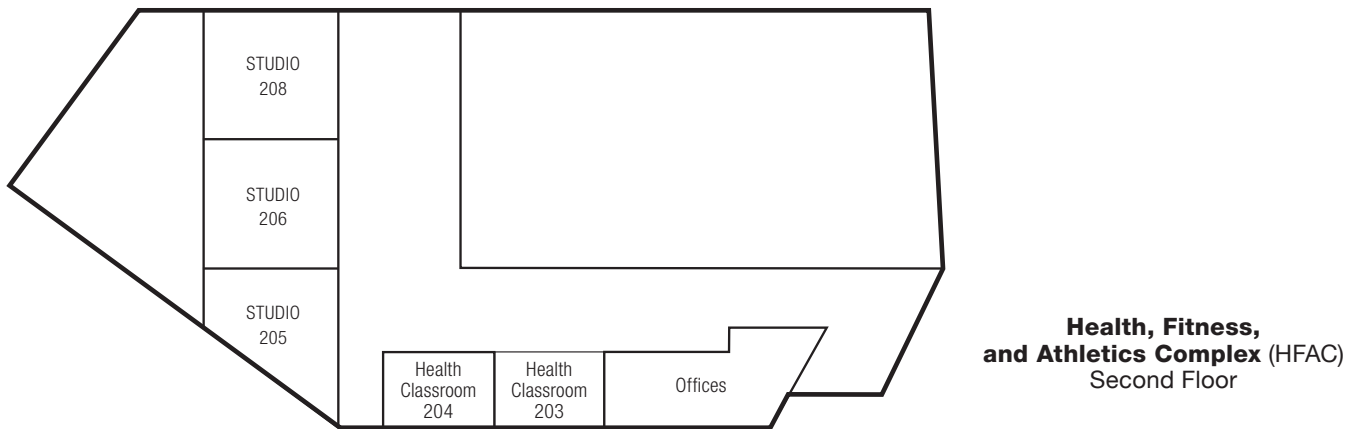 STUDIO
208
STUDIO
206
STUDIO
205
Health
Classroom
204
Health
Classroom
203
Offices
Health, Fitness,
and Athletics Complex (HFAC)
Second Floor